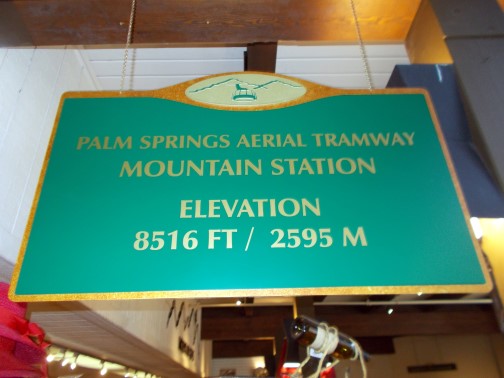 PALM SPRINGS AERIAL TRAMWAY
MOUNTAIN STATION
ELEVATION
8516 FT / 2595 M